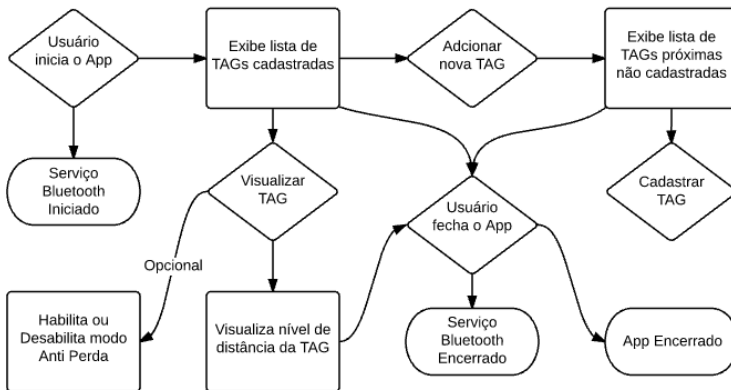 Usuário
inicia o App
Exibe lista de
TAGs cadastradas
Adcionar
nova TAG
Exibe lista de
TAGs próximas
não cadastradas
Serviço
Bluetooth
Iniciado
Visualizar
TAG
Usuário
fecha o App
Cadastrar
TAG
Opcional
Habilita ou
Desabilita modo
Anti Perda
Visualiza nível de
distância da TAG
Serviço
Bluetooth
Encerrado
App Encerrado